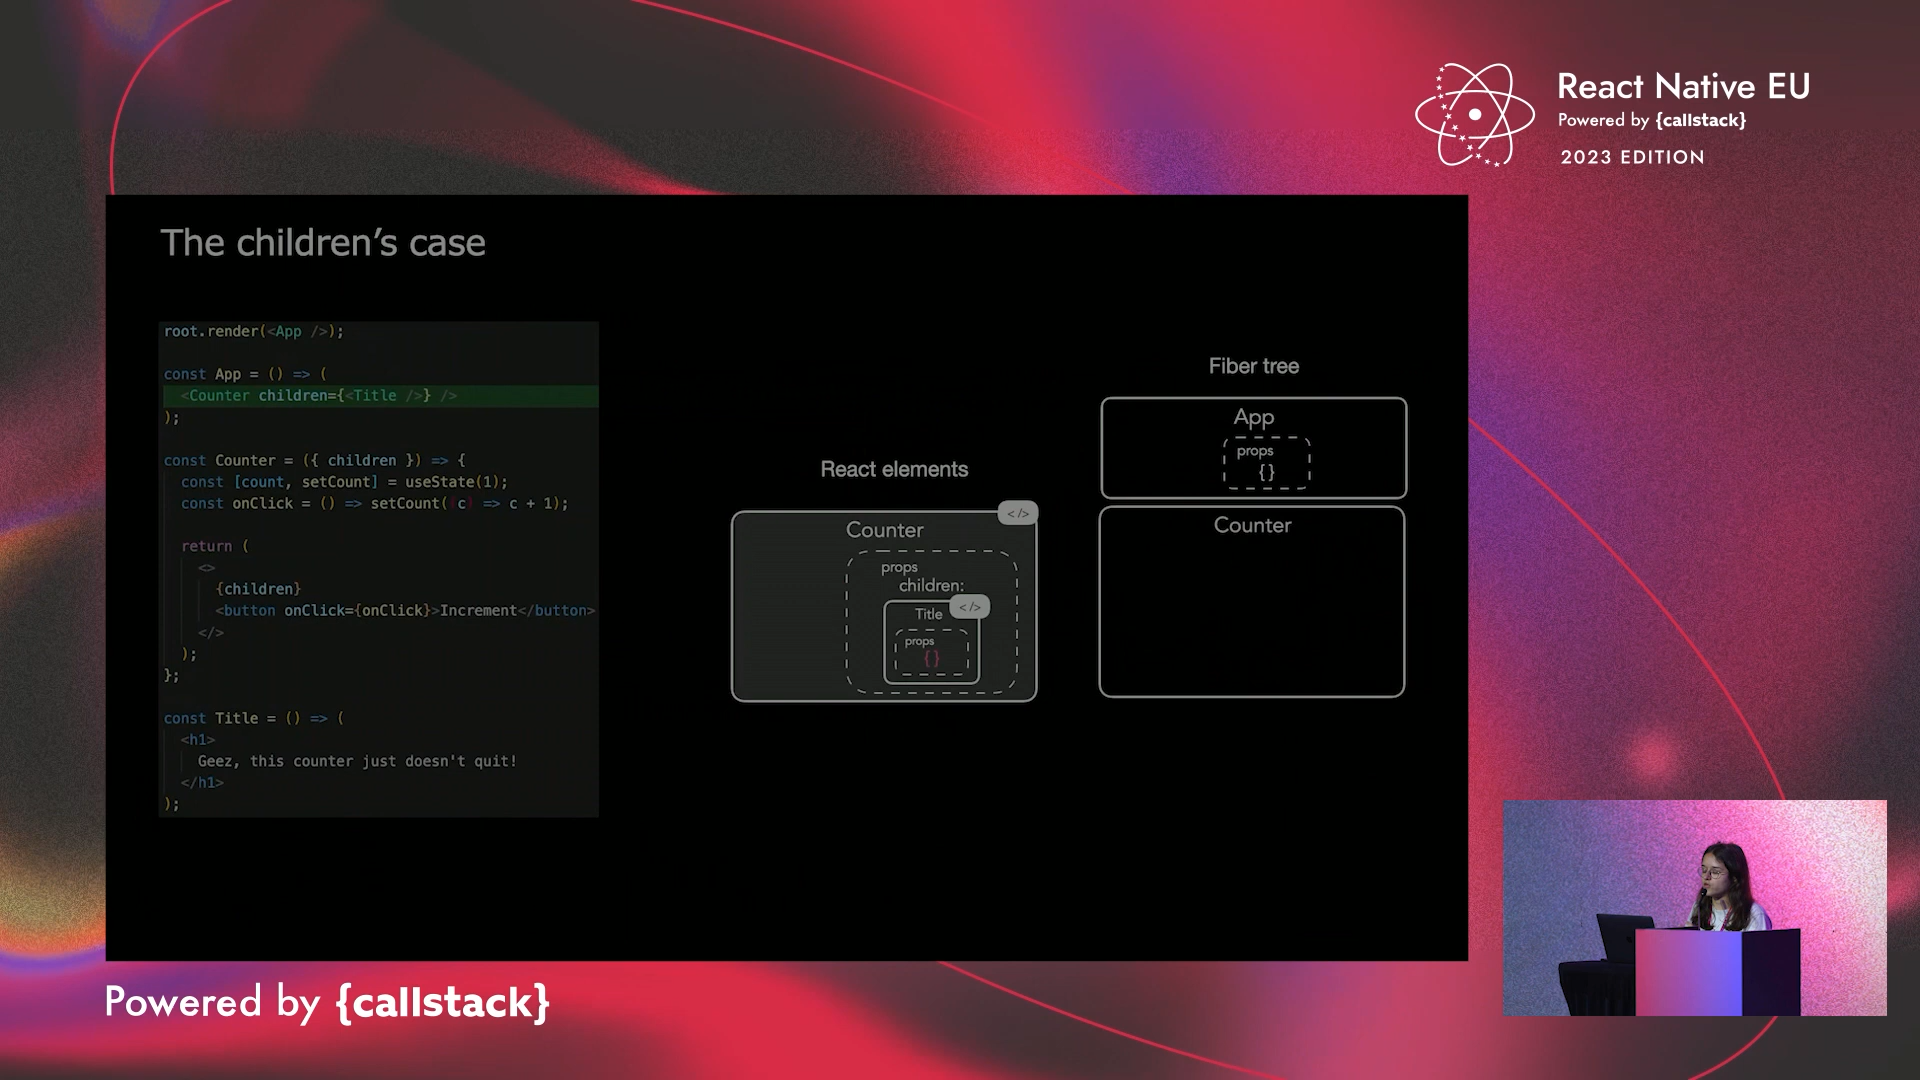 React Native EU
Powered by {callstack}
2023 EDITION
The children's case
root.render(<App />);
const App = () => (
<Counter children={<Title />} />
);
const Counter = ({ children }) => {
const [count, setCount] = useState(1);
const onClick = () => setCount((c) => c + 1);
return (
<>
{children}
<button onClick={onClick}>Increment</button>
</>
);
};
const Title = () => (
<h1>
Geez, this counter just doesn't quit!
</h1>
);
React elements
</>
Counter
props
children:
</>
Title
props
{}
Fiber tree
App
props
{}
Counter
Powered by {callstack}